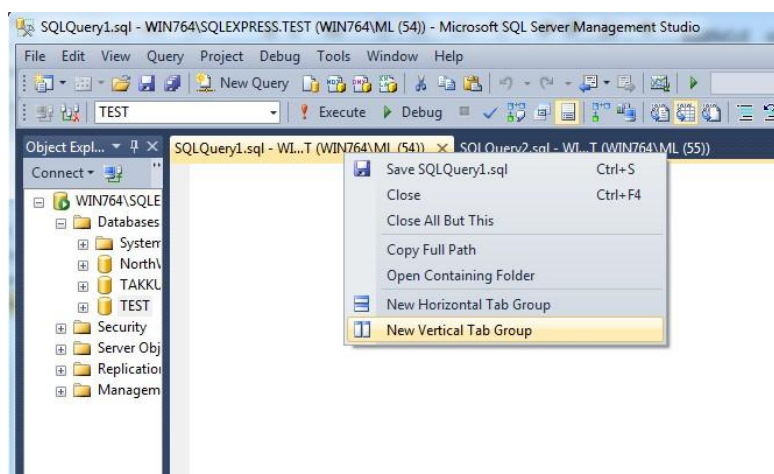 SQLQuery1.sql - WIN764\SQLEXPRESS.TEST (WIN764\ML (54)) - Microsoft SQL Server Management Studio
File Edit View Query Project Debug Tools Window Help
New Query
TEST Execute Debug
Object Expl...
SQLQuery1.sql - WI...T (WIN764\ML (54)) SQLQuery2.sql - WI...T (WIN764\ML (55))
Connect
Save SQLQuery1.sql Ctrl+S
WIN764\SQLE
Close Ctrl+F4
Databases
Close All But This
System
Copy Full Path
North
Open Containing Folder
TAKKU
New Horizontal Tab Group
TEST
New Vertical Tab Group
Security
Server Obj
Replication
Managem